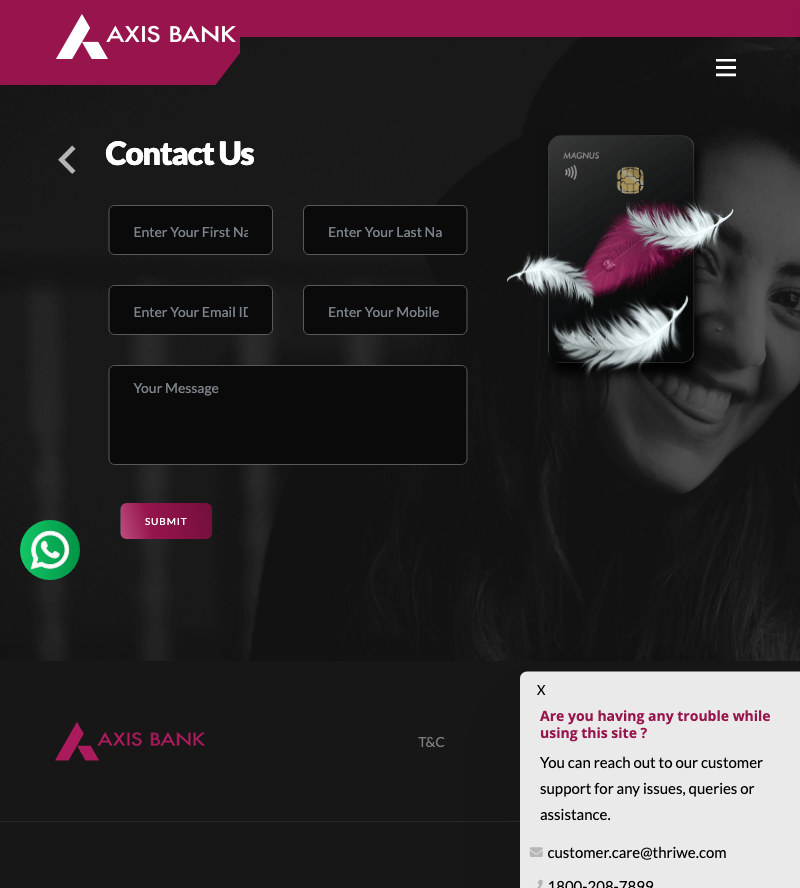 AXIS BANK
Contact Us
MAGNUS
Enter Your First Na
Enter Your Last Na
Enter Your Email ID
Enter Your Mobile
Your Message
SUBMIT
X
Are you having any trouble while
using this site ?
You can reach out to our customer
support for any issues, queries or
assistance.
customer.care@thriwe.com
1800-208-7899
AXIS BANK
T&C